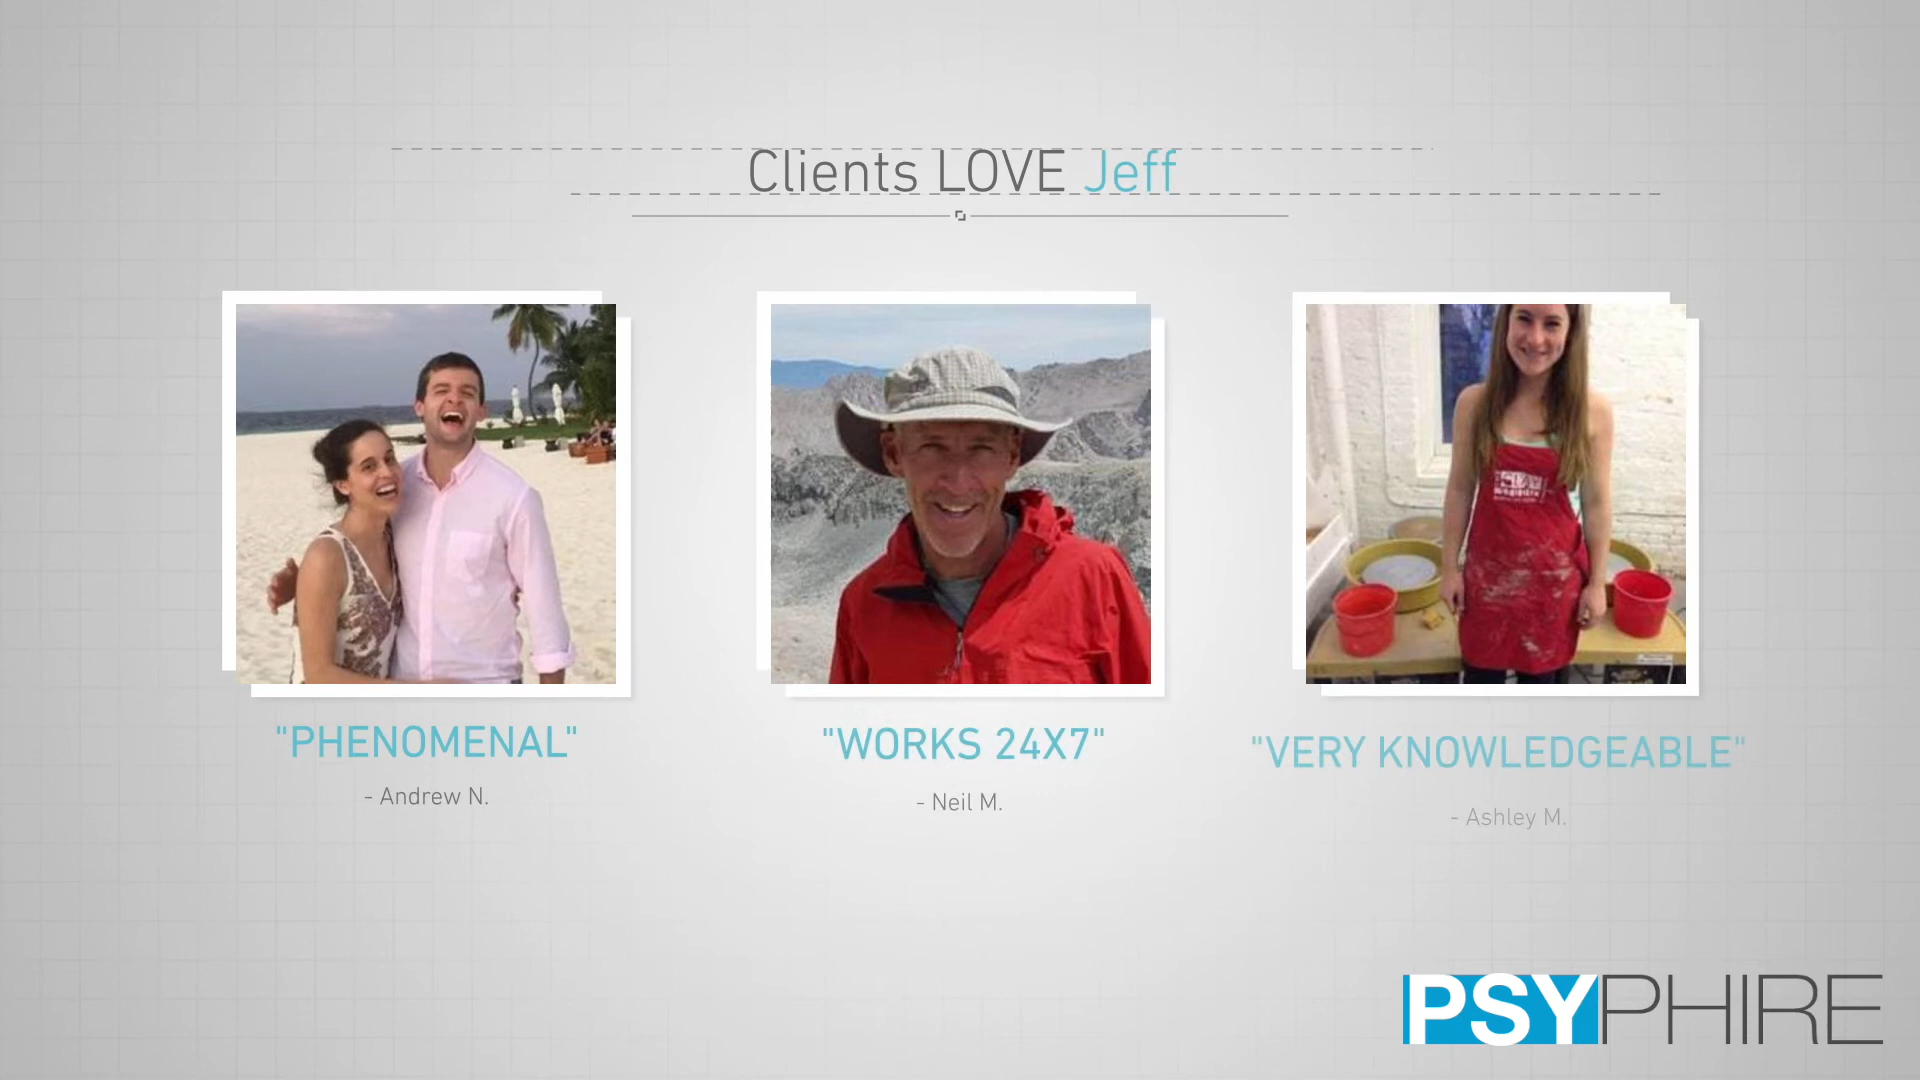 Clients LOVE Jeff
"PHENOMENAL"
- Andrew N.
"WORKS 24X7"
- Neil M.
"VERY KNOWLEDGEABLE"
- Ashley M.
PSYPHIRE